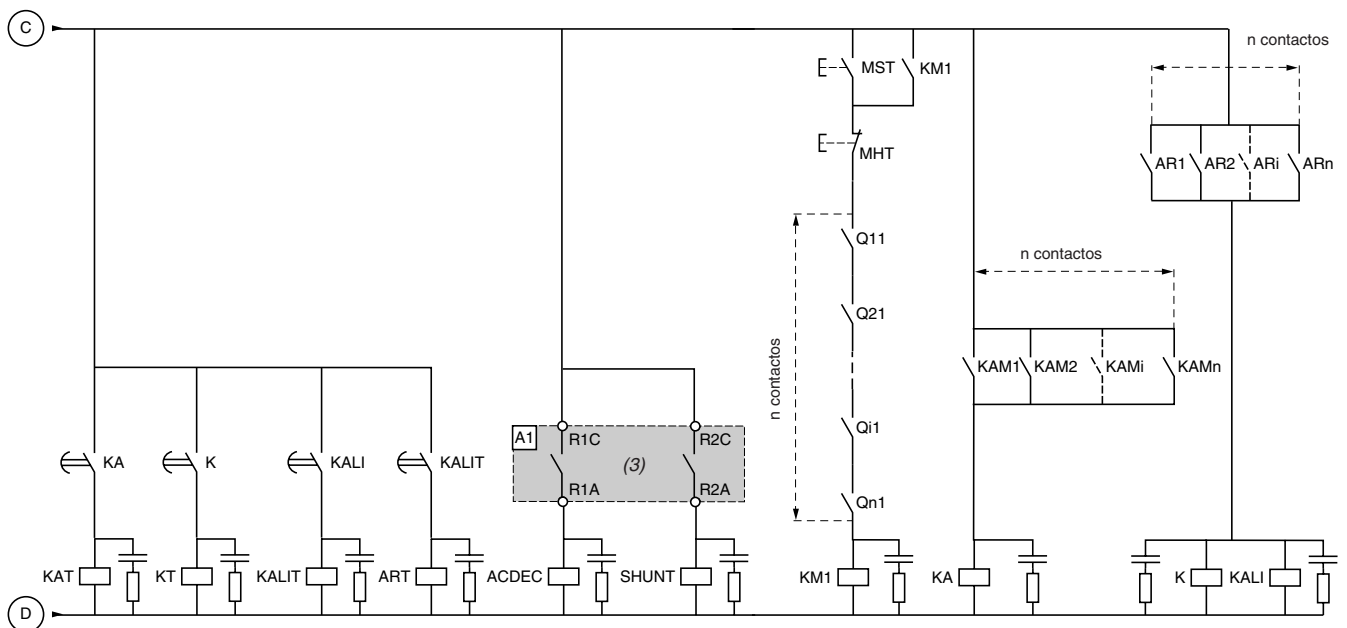 C
n contactos
MST
KM1
MHT
AR1
AR2
ARi
ARn
Q11
n contactos
Q21
n contactos
KAM1
KAM2
KAMi
KAMn
A1
R1C
R2C
Qi1
KA
K
KALI
KALIT
(3)
R1A
R2A
Qn1
KAT
KT
KALIT
ART
ACDEC
SHUNT
KM1
KA
K
KALI
D